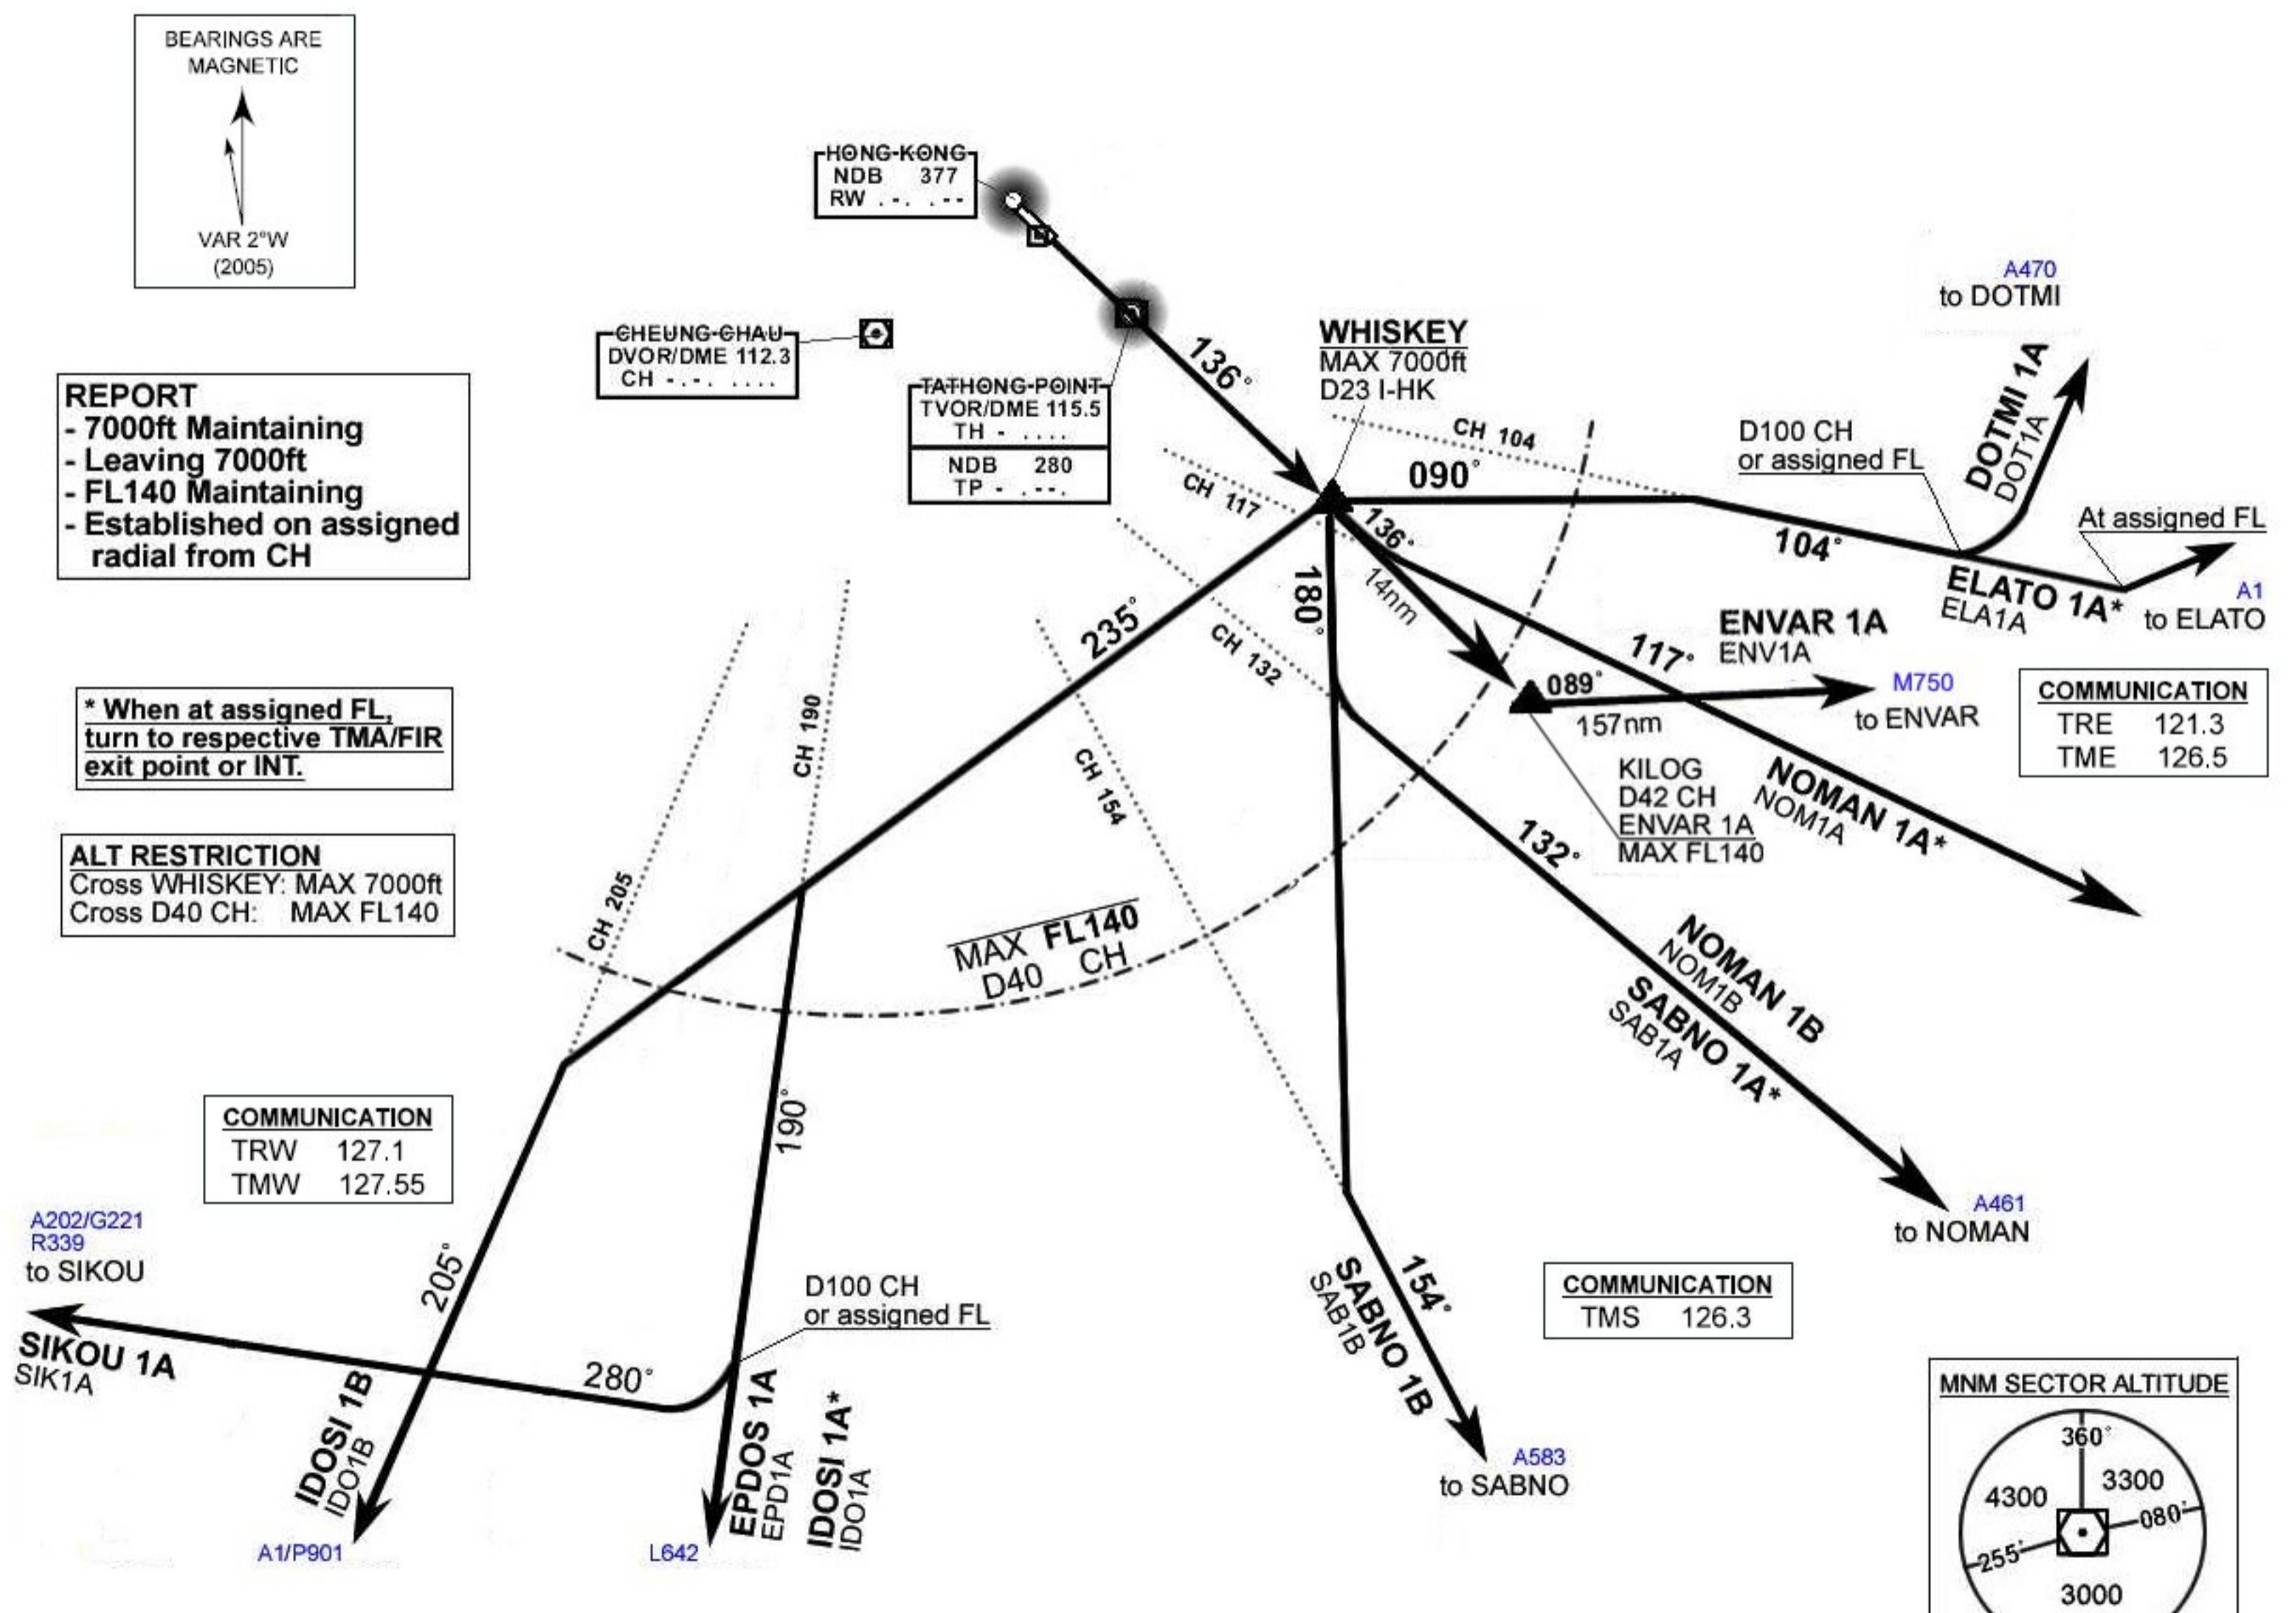 BEARINGS ARE
MAGNETIC
VAR 2°W
(2005)
HONG KONG
NDB 377
RW .-. .--
CHEUNG CHAU
DVOR/DME 112.3
CH -.-. ....
TATHONG POINT
TVOR/DME 115.5
TH - ....
NDB 280
TP - .--.
136°
WHISKEY
MAX 7000ft
D23 I-HK
A470
to DOTMI
REPORT
- 7000ft Maintaining
- Leaving 7000ft
- FL140 Maintaining
- Established on assigned
radial from CH
CH 104
CH 117
090°
D100 CH
or assigned FL
DOTMI 1A
DOT1A
At assigned FL
104°
ELATO 1A*
ELA1A
A1
to ELATO
136°
14nm
180°
235°
CH 132
CH 190
CH 154
CH 205
117°
ENVAR 1A
ENV1A
089°
157nm
M750
to ENVAR
COMMUNICATION
TRE 121.3
TME 126.5
KILOG
D42 CH
ENVAR 1A
MAX FL140
NOMAN 1A*
NOM1A
* When at assigned FL,
turn to respective TMA/FIR
exit point or INT.
ALT RESTRICTION
Cross WHISKEY: MAX 7000ft
Cross D40 CH: MAX FL140
MAX FL140
D40 CH
132°
NOMAN 1B
NOM1B
SABNO 1A*
SAB1A
A461
to NOMAN
COMMUNICATION
TRW 127.1
TMW 127.55
190°
A202/G221
R339
to SIKOU
205°
SIKOU 1A
SIK1A
280°
D100 CH
or assigned FL
IDOSI 1B
IDO1B
A1/P901
EPDOS 1A
EPD1A
IDOSI 1A*
IDO1A
L642
154°
SABNO 1B
SAB1B
A583
to SABNO
COMMUNICATION
TMS 126.3
MNM SECTOR ALTITUDE
360°
4300
3300
080°
255°
3000